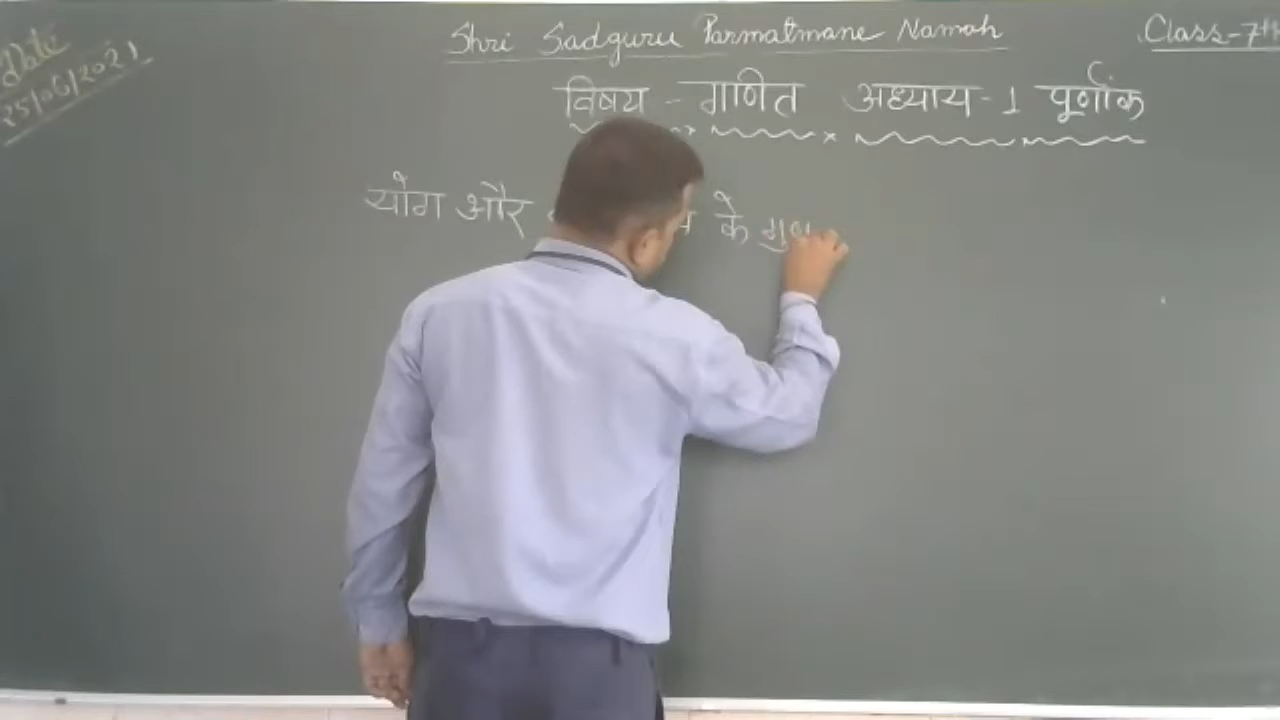 Date
25/06/2021
Shri Sadguru Parmatmane Namah
Class-7th
विषय - गणित अध्याय-1 पूर्णांक
योग और के